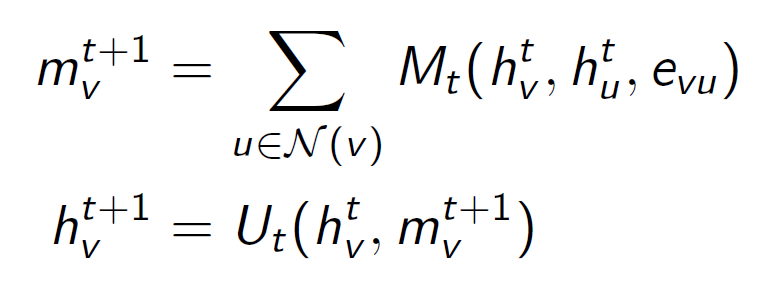 m_v^{t+1} = \sum_{u \in \mathcal{N}(v)} M_t(h_v^t, h_u^t, e_{vu})
h_v^{t+1} = U_t(h_v^t, m_v^{t+1})